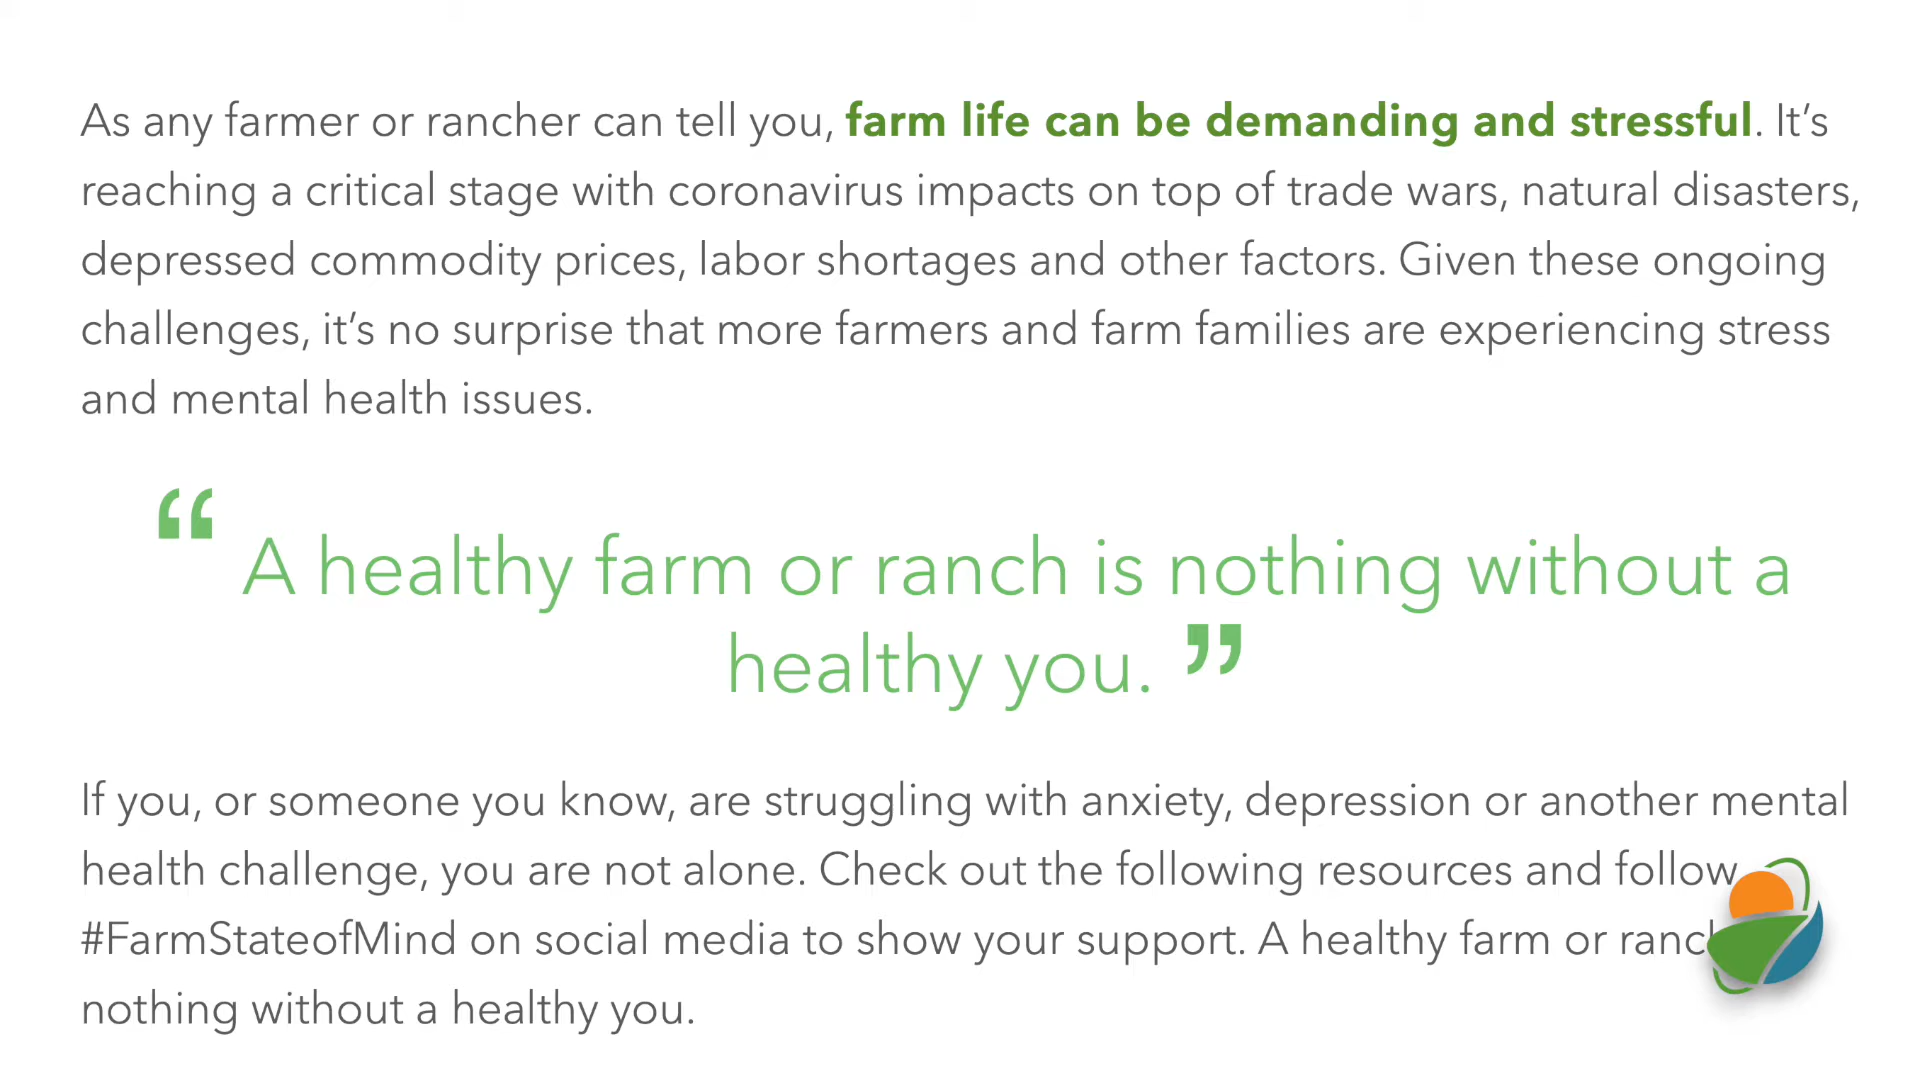 As any farmer or rancher can tell you, farm life can be demanding and stressful. It’s
reaching a critical stage with coronavirus impacts on top of trade wars, natural disasters,
depressed commodity prices, labor shortages and other factors. Given these ongoing
challenges, it’s no surprise that more farmers and farm families are experiencing stress
and mental health issues.
“ A healthy farm or ranch is nothing without a
healthy you. ”
If you, or someone you know, are struggling with anxiety, depression or another mental
health challenge, you are not alone. Check out the following resources and follow
#FarmStateofMind on social media to show your support. A healthy farm or ranch
nothing without a healthy you.